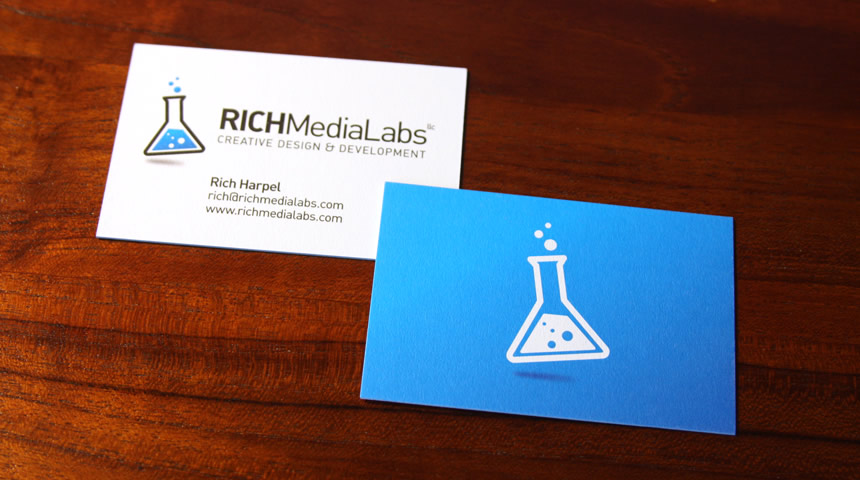 RICHMediaLabs llc
CREATIVE DESIGN & DEVELOPMENT
Rich Harpel
rich@richmedialabs.com
www.richmedialabs.com